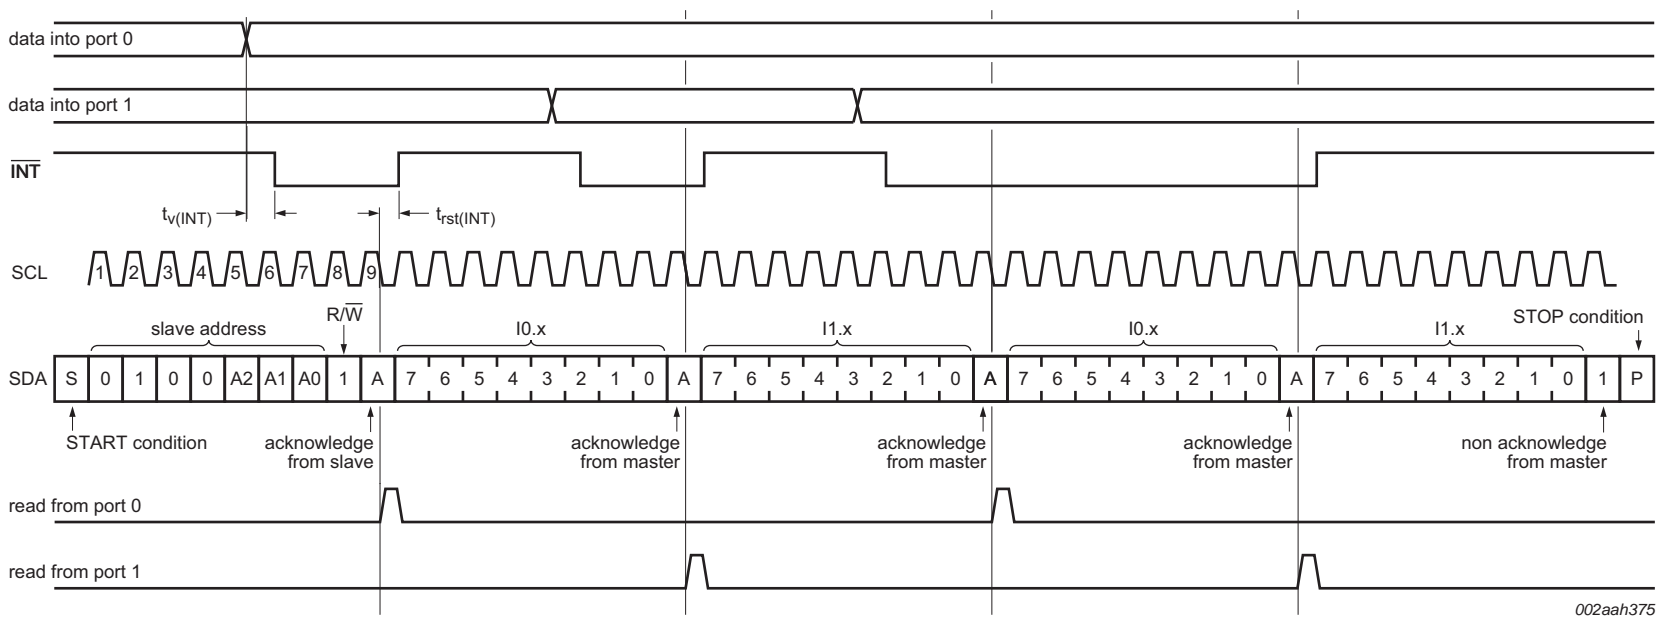 data into port 0
data into port 1
INT
tv(INT)
trst(INT)
SCL
1 2 3 4 5 6 7 8 9
R/W
slave address
I0.x
I1.x
I0.x
I1.x
STOP condition
SDA
S 0 1 0 0 A2 A1 A0 1 A 7 6 5 4 3 2 1 0 A 7 6 5 4 3 2 1 0 A 7 6 5 4 3 2 1 0 A 7 6 5 4 3 2 1 0 1 P
START condition
acknowledge
from slave
acknowledge
from master
acknowledge
from master
acknowledge
from master
non acknowledge
from master
read from port 0
read from port 1
002aah375